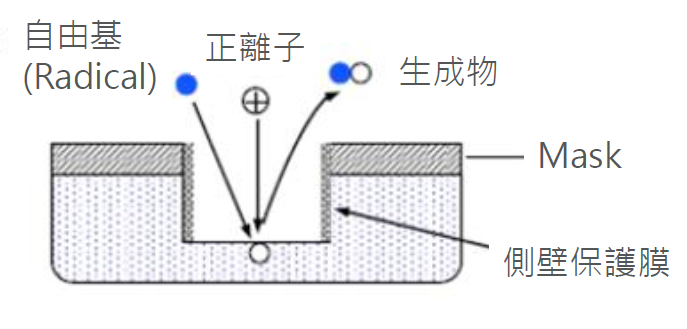 自由基
(Radical)
正離子
生成物
Mask
側壁保護膜